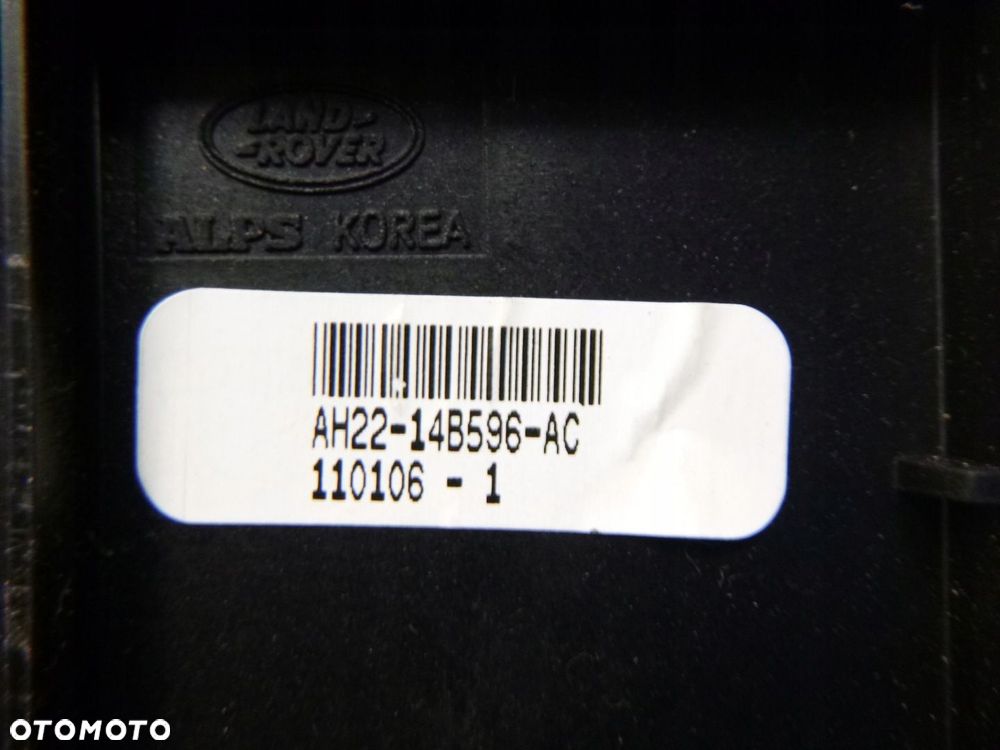 LAND-
-ROVER
ALPS KOREA
AH22-14B596-AC
110106 - 1
OTOMOTO